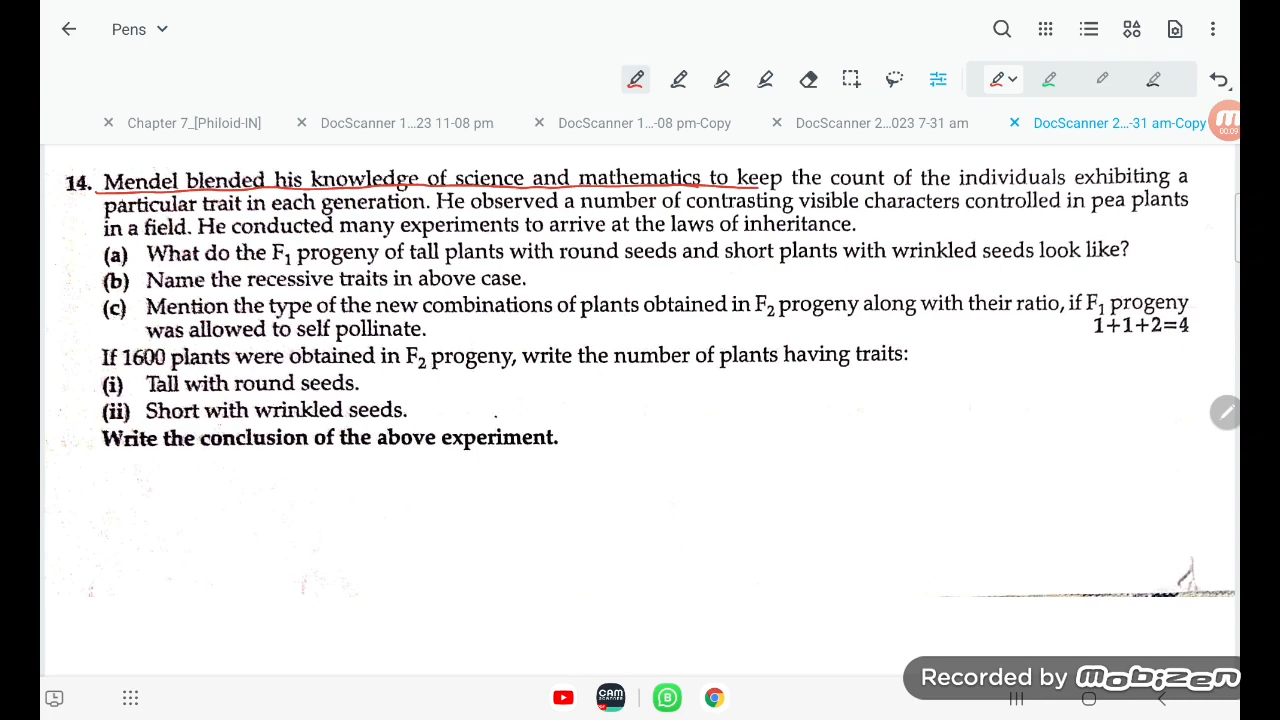 Pens
× Chapter 7_[Philoid-IN] × DocScanner 1...23 11-08 pm × DocScanner 1...-08 pm-Copy × DocScanner 2...023 7-31 am × DocScanner 2...-31 am-Copy
00:09
14. Mendel blended his knowledge of science and mathematics to keep the count of the individuals exhibiting a
particular trait in each generation. He observed a number of contrasting visible characters controlled in pea plants
in a field. He conducted many experiments to arrive at the laws of inheritance.
(a) What do the F₁ progeny of tall plants with round seeds and short plants with wrinkled seeds look like?
(b) Name the recessive traits in above case.
(c) Mention the type of the new combinations of plants obtained in F₂ progeny along with their ratio, if F₁ progeny
was allowed to self pollinate. 1+1+2=4
If 1600 plants were obtained in F₂ progeny, write the number of plants having traits:
(i) Tall with round seeds.
(ii) Short with wrinkled seeds.
Write the conclusion of the above experiment.
Recorded by mobizen
CAM
SCANNER
B